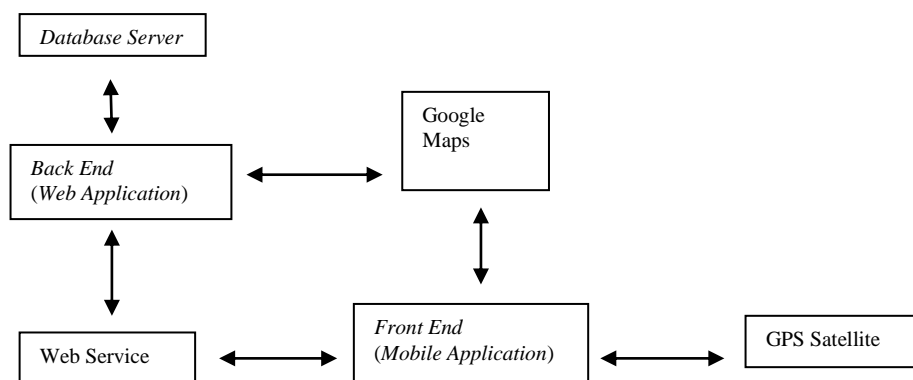 Database Server
Google
Maps
Back End
(Web Application)
Front End
(Mobile Application)
Web Service
GPS Satellite